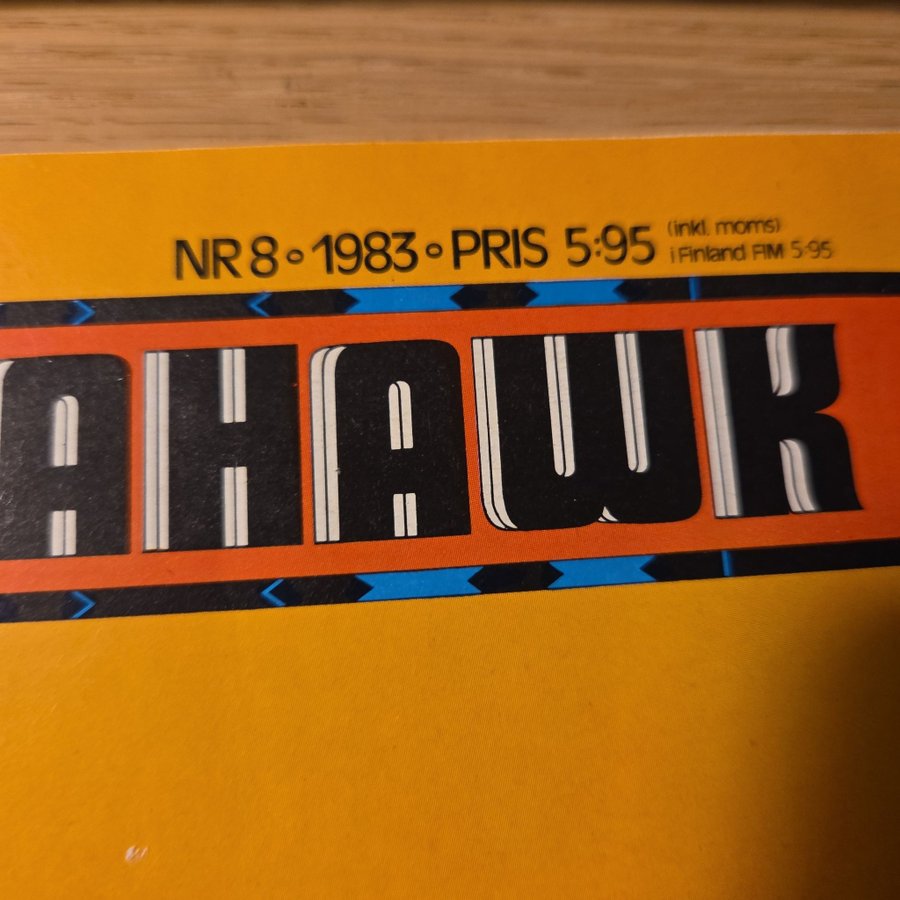 NR 8 • 1983 • PRIS 5:95 (inkl. moms)
i Finland FIM 5:95
AHAWK